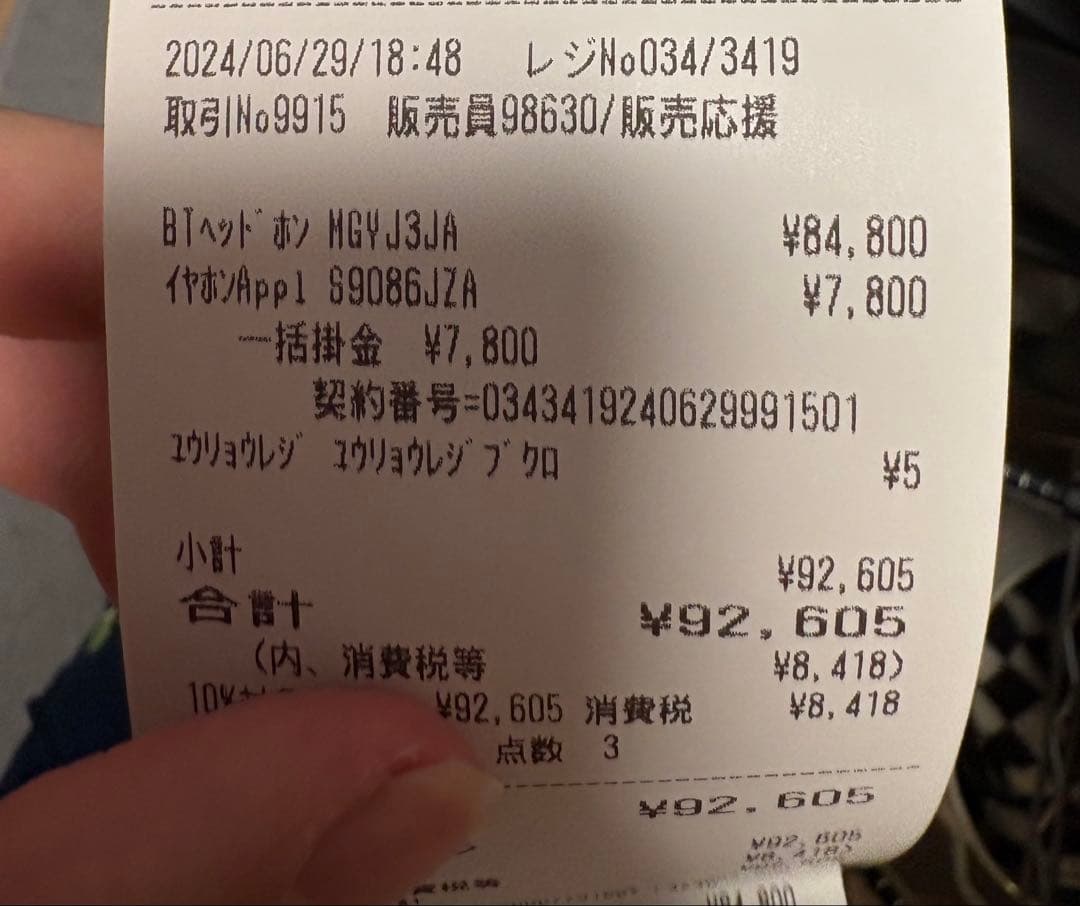 2024/06/29/18:48 レジNo034/3419
取引No9915 販売員98630/販売応援
BTヘッドホン MGYJ3JA ¥84,800
イヤホンAppl S9086JZA ¥7,800
一括掛金 ¥7,800
契約番号=0343419240629991501
ユウリョウレジ ユウリョウレジブクロ ¥5
小計 ¥92,605
合計 ¥92,605
(内、消費税等 ¥8,418)
10% ¥92,605 消費税 ¥8,418
点数 3
¥92,605
¥92,605
¥8,418)